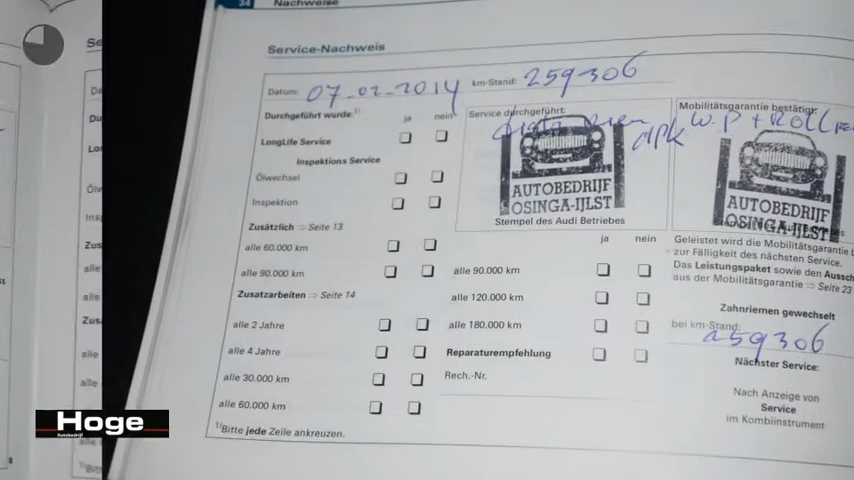 34 Nachweise
Service-Nachweis
Datum: 07-02-2014 km-Stand: 259306
Durchgeführt wurde: 1) ja nein
LongLife Service
Inspektions Service
Ölwechsel
Inspektion
Zusätzlich ⇒ Seite 13
alle 60.000 km
alle 90.000 km
Zusatzarbeiten ⇒ Seite 14
alle 2 Jahre
alle 4 Jahre
alle 30.000 km
alle 60.000 km
1) Bitte jede Zeile ankreuzen.
Service durchgeführt:
dpk W.P + ROLL
AUTOBEDRIJF
OSINGA-IJLST
Stempel des Audi Betriebes
ja nein
alle 90.000 km
alle 120.000 km
alle 180.000 km
Reparaturempfehlung
Rech.-Nr.
Mobilitätsgarantie bestätigt:
AUTOBEDRIJF
OSINGA-IJLST
Geleistet wird die Mobilitätsgarantie
zur Fälligkeit des nächsten Service.
Das Leistungspaket sowie den
aus der Mobilitätsgarantie ⇒ Seite 23
Zahnriemen gewechselt
bei km-Stand: 259306
Nächster Service:
Nach Anzeige von
Service
im Kombiinstrument
Hoge
Autobedrijf